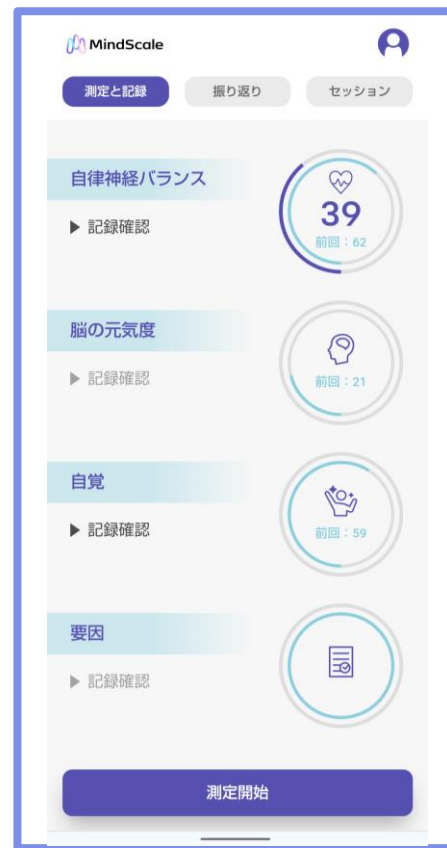 MindScale
測定と記録 振り返り セッション
自律神経バランス
▶ 記録確認
39
前回：62
脳の元気度
▶ 記録確認
前回：21
自覚
▶ 記録確認
前回：59
要因
▶ 記録確認
測定開始